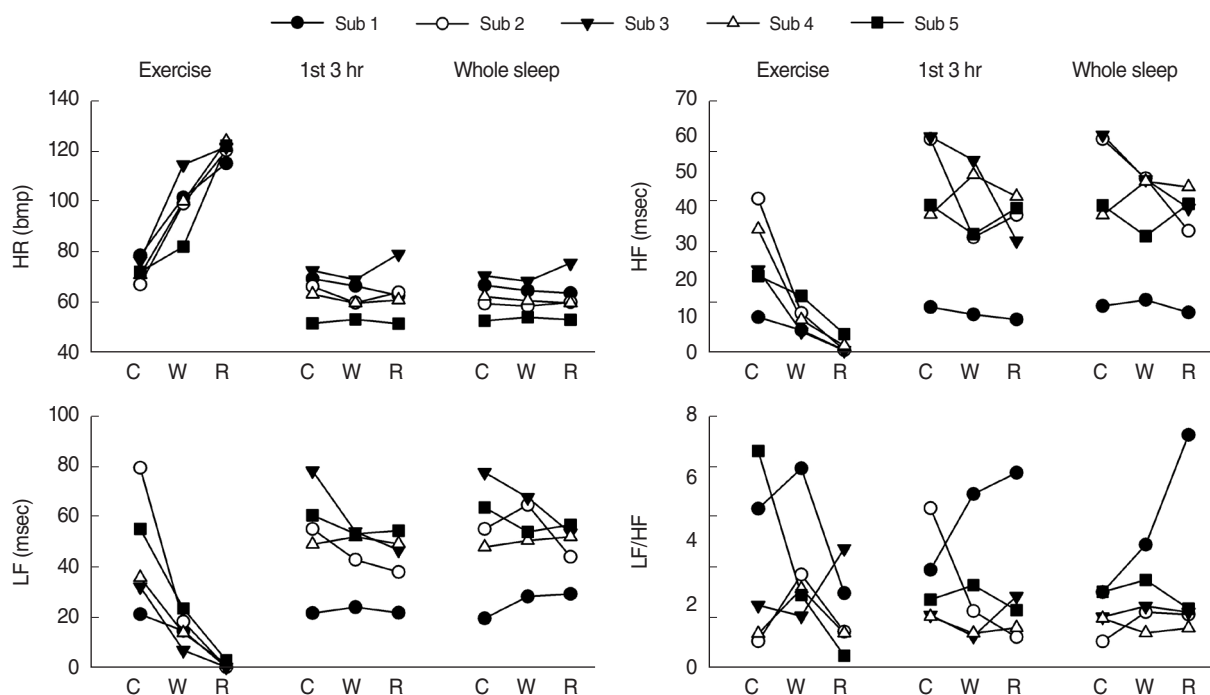 Sub 1 Sub 2 Sub 3 Sub 4 Sub 5
Exercise 1st 3 hr Whole sleep
HR (bmp)
140
120
100
80
60
40
C W R C W R C W R
Exercise 1st 3 hr Whole sleep
HF (msec)
70
60
50
40
30
20
10
0
C W R C W R C W R
LF (msec)
100
80
60
40
20
0
C W R C W R C W R
LF/HF
8
6
4
2
0
C W R C W R C W R